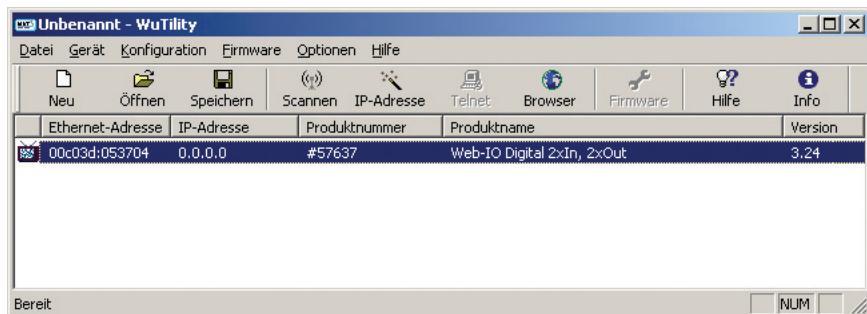 Unbenannt - WuTility
Datei Gerät Konfiguration Firmware Optionen Hilfe
Neu Öffnen Speichern Scannen IP-Adresse Telnet Browser Firmware Hilfe Info
Ethernet-Adresse IP-Adresse Produktnummer Produktname Version
00c03d:053704 0.0.0.0 #57637 Web-IO Digital 2xIn, 2xOut 3.24
Bereit NUM